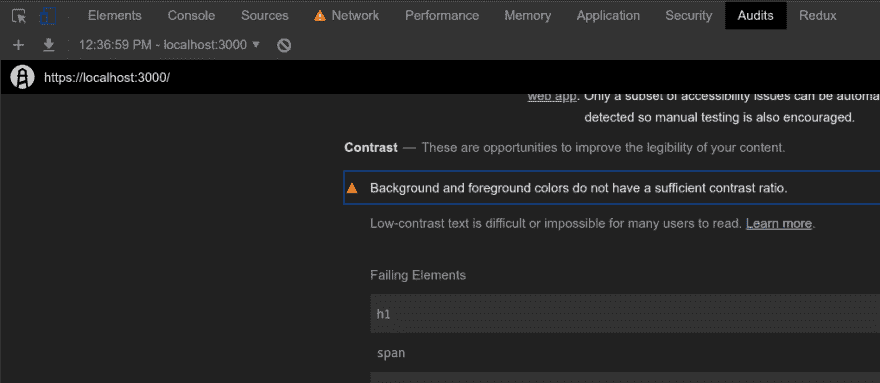 Elements Console Sources Network Performance Memory Application Security Audits Redux
12:36:59 PM - localhost:3000
https://localhost:3000/
web app. Only a subset of accessibility issues can be automa
detected so manual testing is also encouraged.
Contrast — These are opportunities to improve the legibility of your content.
Background and foreground colors do not have a sufficient contrast ratio.
Low-contrast text is difficult or impossible for many users to read. Learn more.
Failing Elements
h1
span